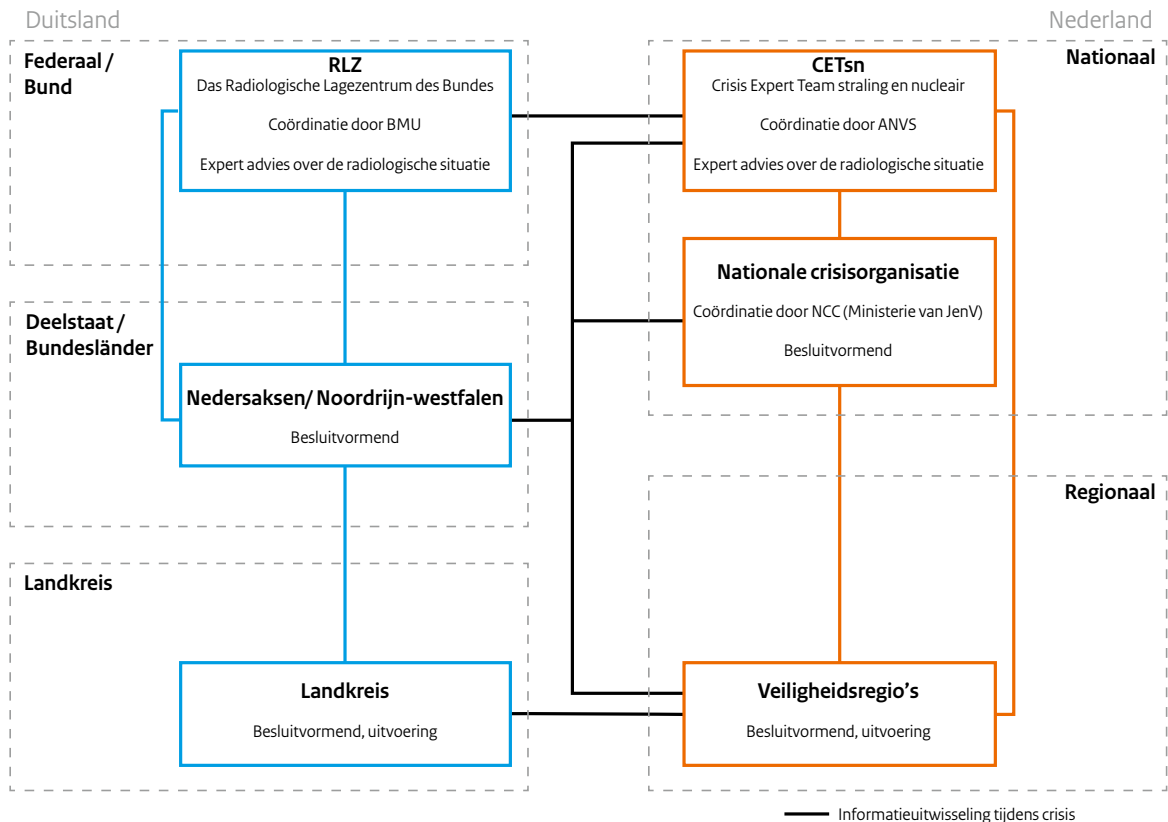 Duitsland
Nederland
Federaal /
Bund
RLZ
Das Radiologische Lagezentrum des Bundes
Coördinatie door BMU
Expert advies over de radiologische situatie
CETsn
Crisis Expert Team straling en nucleair
Coördinatie door ANVS
Expert advies over de radiologische situatie
Nationaal
Nationale crisisorganisatie
Coördinatie door NCC (Ministerie van JenV)
Besluitvormend
Deelstaat /
Bundesländer
Nedersaksen/ Noordrijn-westfalen
Besluitvormend
Regionaal
Landkreis
Landkreis
Besluitvormend, uitvoering
Veiligheidsregio's
Besluitvormend, uitvoering
Informatieuitwisseling tijdens crisis